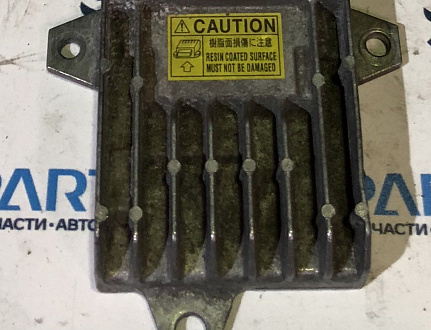 CAUTION
樹脂面損傷に注意
RESIN COATED SURFACE
MUST NOT BE DAMAGED
PART
ЧАСТИ•АВТО
PAR
ЧАСТИ•А